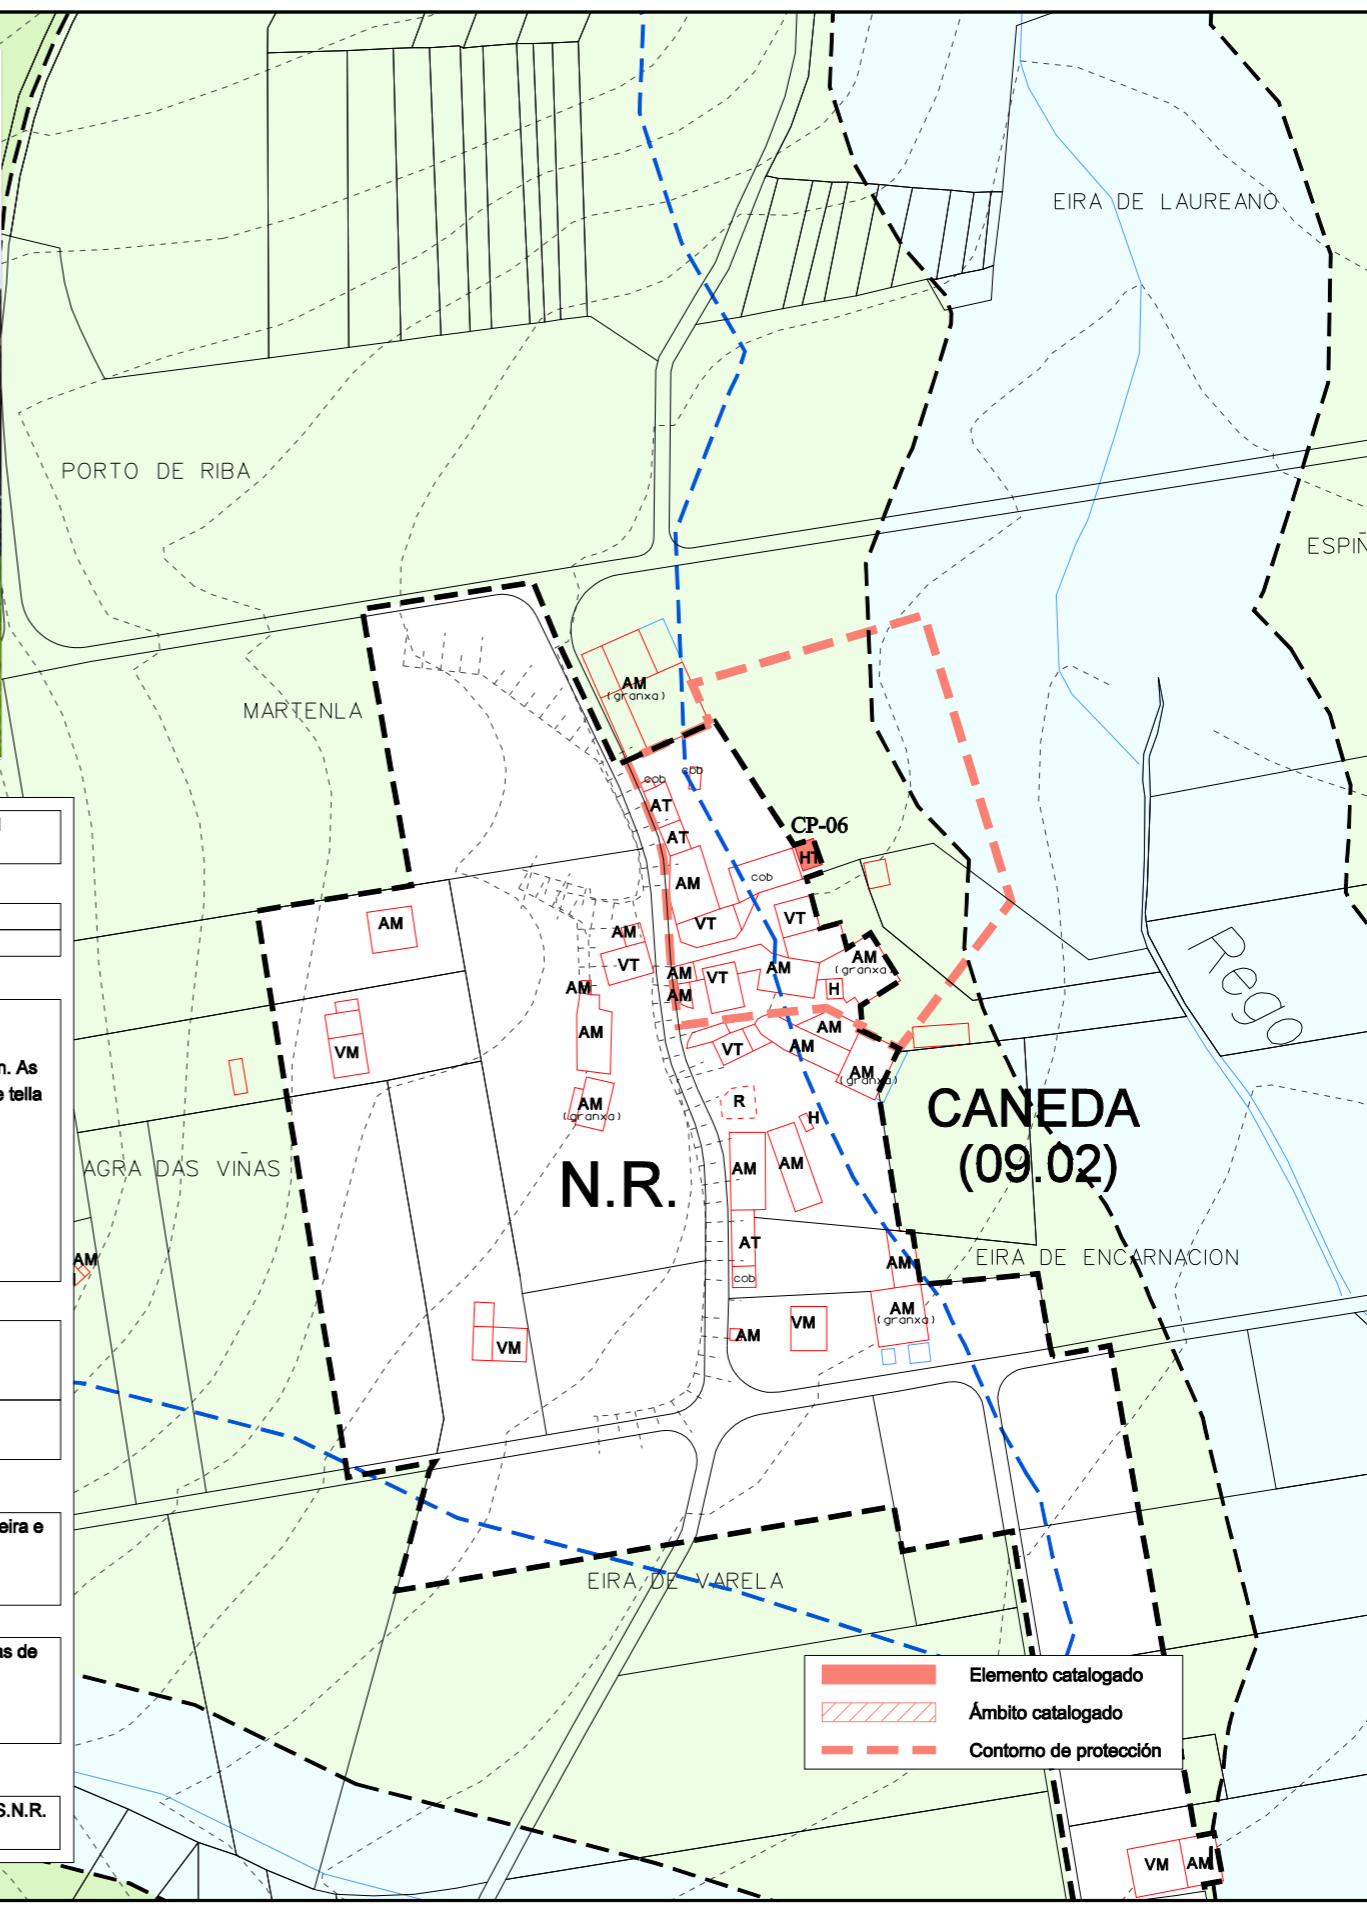 EIRA DE LAUREANO
PORTO DE RIBA
ESPIÑ
MARTENLA
AM
(granxa)
cob
cob
AT
AT
CP-06
HT
AM
cob
VT
VT
AM
AM
VT
AM
AM
VT
AM
AM
(granxa)
Rego
AM
AM
H
AM
VM
VT
AM
AM
AM
(granxa)
AM
(granxa)
R
H
CANEDA
(09.02)
n. As
e tella
AGRA DAS VIÑAS
N.R.
AM
AM
AM
AT
cob
AM
EIRA DE ENCARNACION
AM
(granxa)
VM
AM
VM
eira e
EIRA DE VARELA
as de
Elemento catalogado
Ámbito catalogado
Contorno de protección
S.N.R.
VM
AM